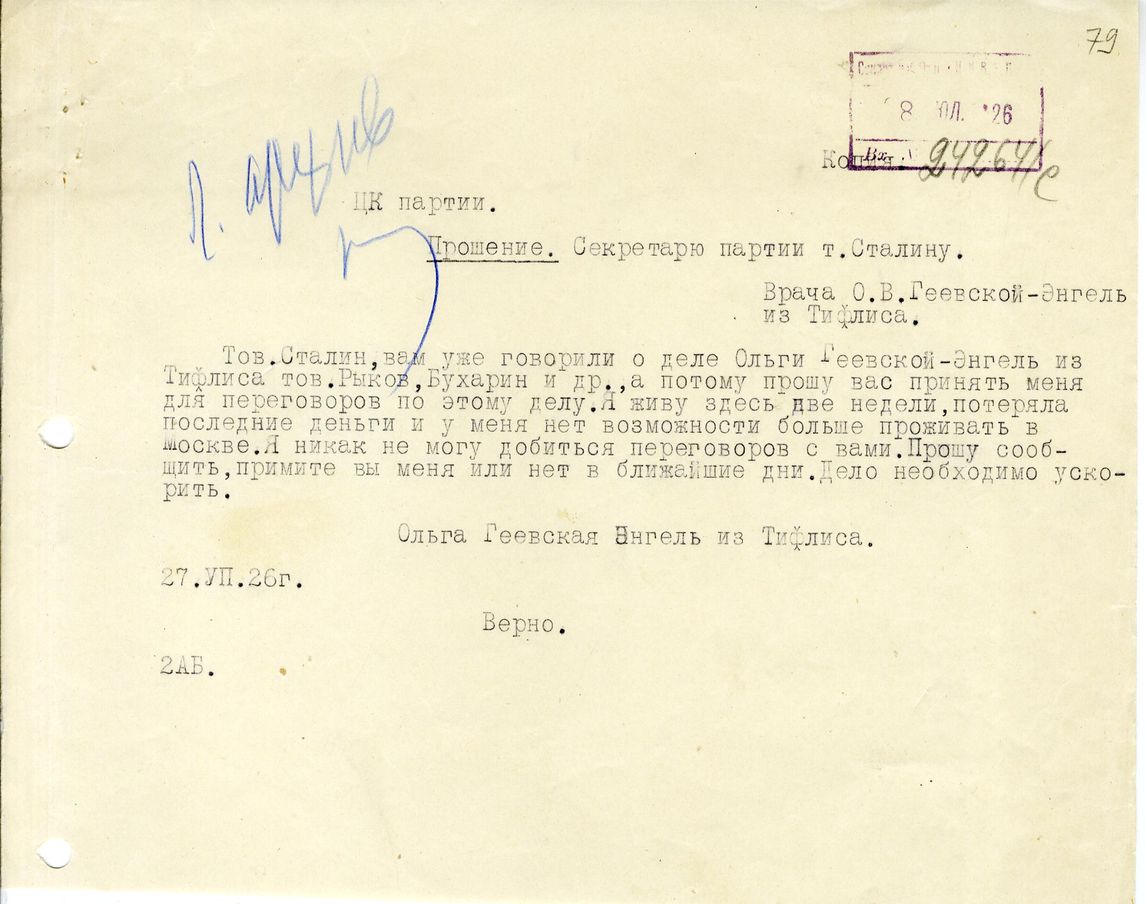 79
8 ЮЛ. '26
Вх.
Копия. 24264/с
п. архив
ЦК партии.
Прошение. Секретарю партии т.Сталину.
Врача О.В.Геевской-Энгель
из Тифлиса.
Тов.Сталин,вам уже говорили о деле Ольги Геевской-Энгель из
Тифлиса тов.Рыков,Бухарин и др.,а потому прошу вас принять меня
для переговоров по этому делу.Я живу здесь две недели,потеряла
последние деньги и у меня нет возможности больше проживать в
Москве.Я никак не могу добиться переговоров с вами.Прошу сооб-
щить,примите вы меня или нет в ближайшие дни.Дело необходимо уско-
рить.
Ольга Геевская Энгель из Тифлиса.
27.УП.26г.
Верно.
2АБ.